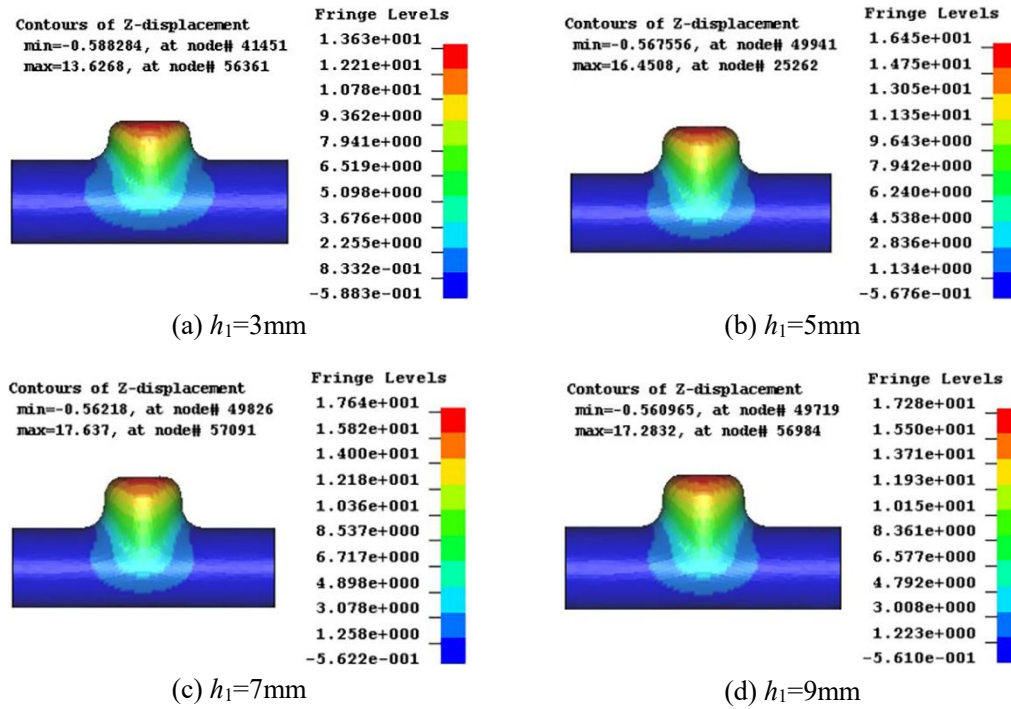 Contours of Z-displacement
min=-0.588284, at node# 41451
max=13.6268, at node# 56361
Fringe Levels
1.363e+001
1.221e+001
1.078e+001
9.362e+000
7.941e+000
6.519e+000
5.098e+000
3.676e+000
2.255e+000
8.332e-001
-5.883e-001
(a) h1=3mm
Contours of Z-displacement
min=-0.567556, at node# 49941
max=16.4508, at node# 25262
Fringe Levels
1.645e+001
1.475e+001
1.305e+001
1.135e+001
9.643e+000
7.942e+000
6.240e+000
4.538e+000
2.836e+000
1.134e+000
-5.676e-001
(b) h1=5mm
Contours of Z-displacement
min=-0.56218, at node# 49826
max=17.637, at node# 57091
Fringe Levels
1.764e+001
1.582e+001
1.400e+001
1.218e+001
1.036e+001
8.537e+000
6.717e+000
4.898e+000
3.078e+000
1.258e+000
-5.622e-001
(c) h1=7mm
Contours of Z-displacement
min=-0.560965, at node# 49719
max=17.2832, at node# 56984
Fringe Levels
1.728e+001
1.550e+001
1.371e+001
1.193e+001
1.015e+001
8.361e+000
6.577e+000
4.792e+000
3.008e+000
1.223e+000
-5.610e-001
(d) h1=9mm